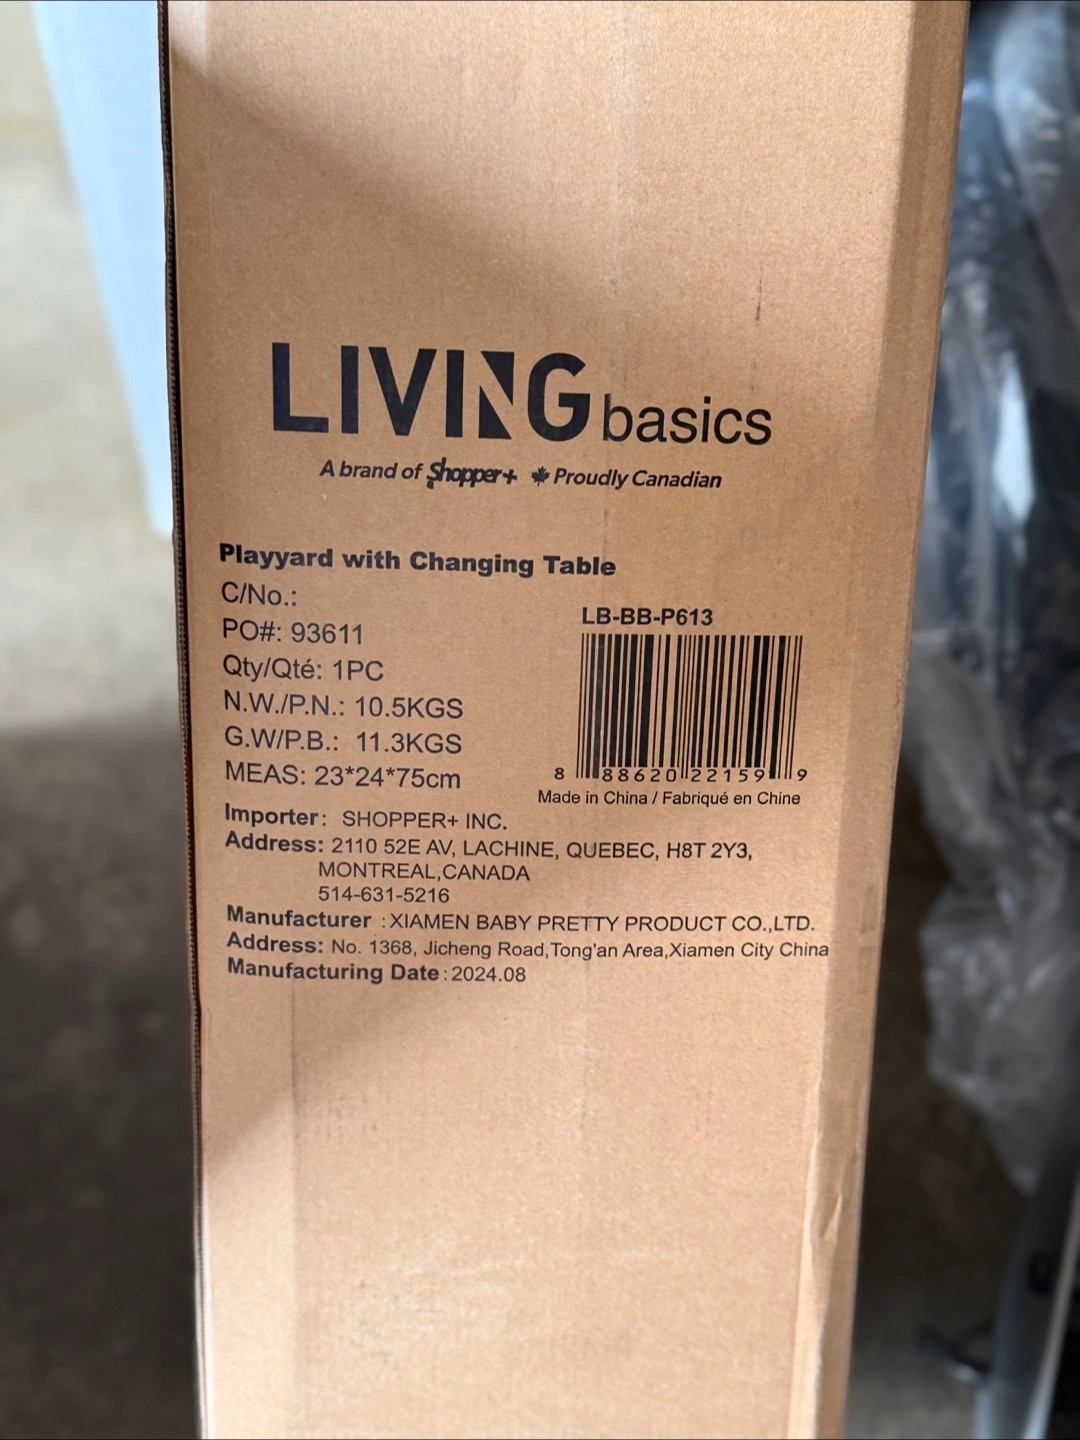 LIVING basics
A brand of Shopper+ Proudly Canadian
Playyard with Changing Table
C/No.:
PO#: 93611
Qty/Qté: 1PC
N.W./P.N.: 10.5KGS
G.W/P.B.: 11.3KGS
MEAS: 23*24*75cm
LB-BB-P613
8 88620 22159 9
Made in China / Fabriqué en Chine
Importer: SHOPPER+ INC.
Address: 2110 52E AV, LACHINE, QUEBEC, H8T 2Y3,
MONTREAL,CANADA
514-631-5216
Manufacturer :XIAMEN BABY PRETTY PRODUCT CO.,LTD.
Address: No. 1368, Jicheng Road,Tong'an Area,Xiamen City China
Manufacturing Date:2024.08